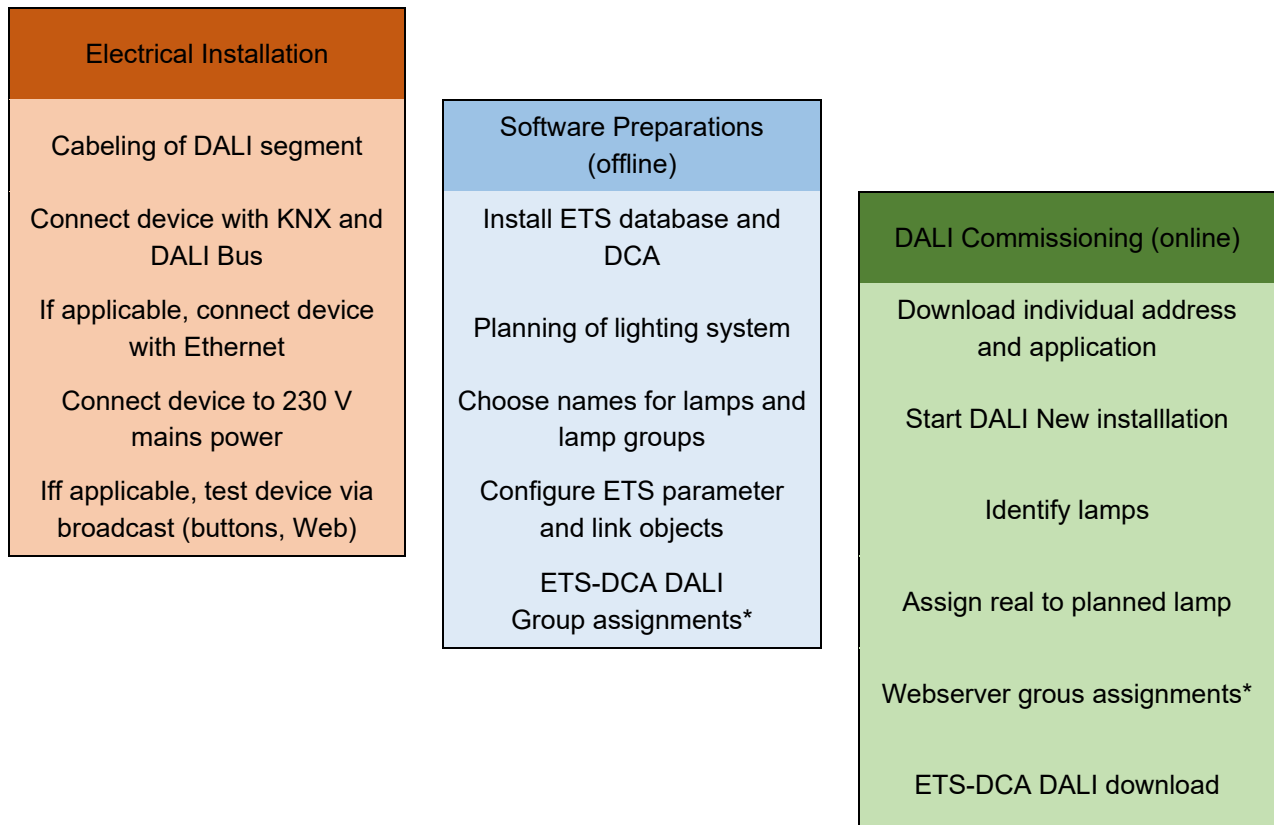 Electrical Installation
Cabeling of DALI segment
Connect device with KNX and
DALI Bus
If applicable, connect device
with Ethernet
Connect device to 230 V
mains power
Iff applicable, test device via
broadcast (buttons, Web)
Software Preparations
(offline)
Install ETS database and
DCA
Planning of lighting system
Choose names for lamps and
lamp groups
Configure ETS parameter
and link objects
ETS-DCA DALI
Group assignments*
DALI Commissioning (online)
Download individual address
and application
Start DALI New installlation
Identify lamps
Assign real to planned lamp
Webserver grous assignments*
ETS-DCA DALI download